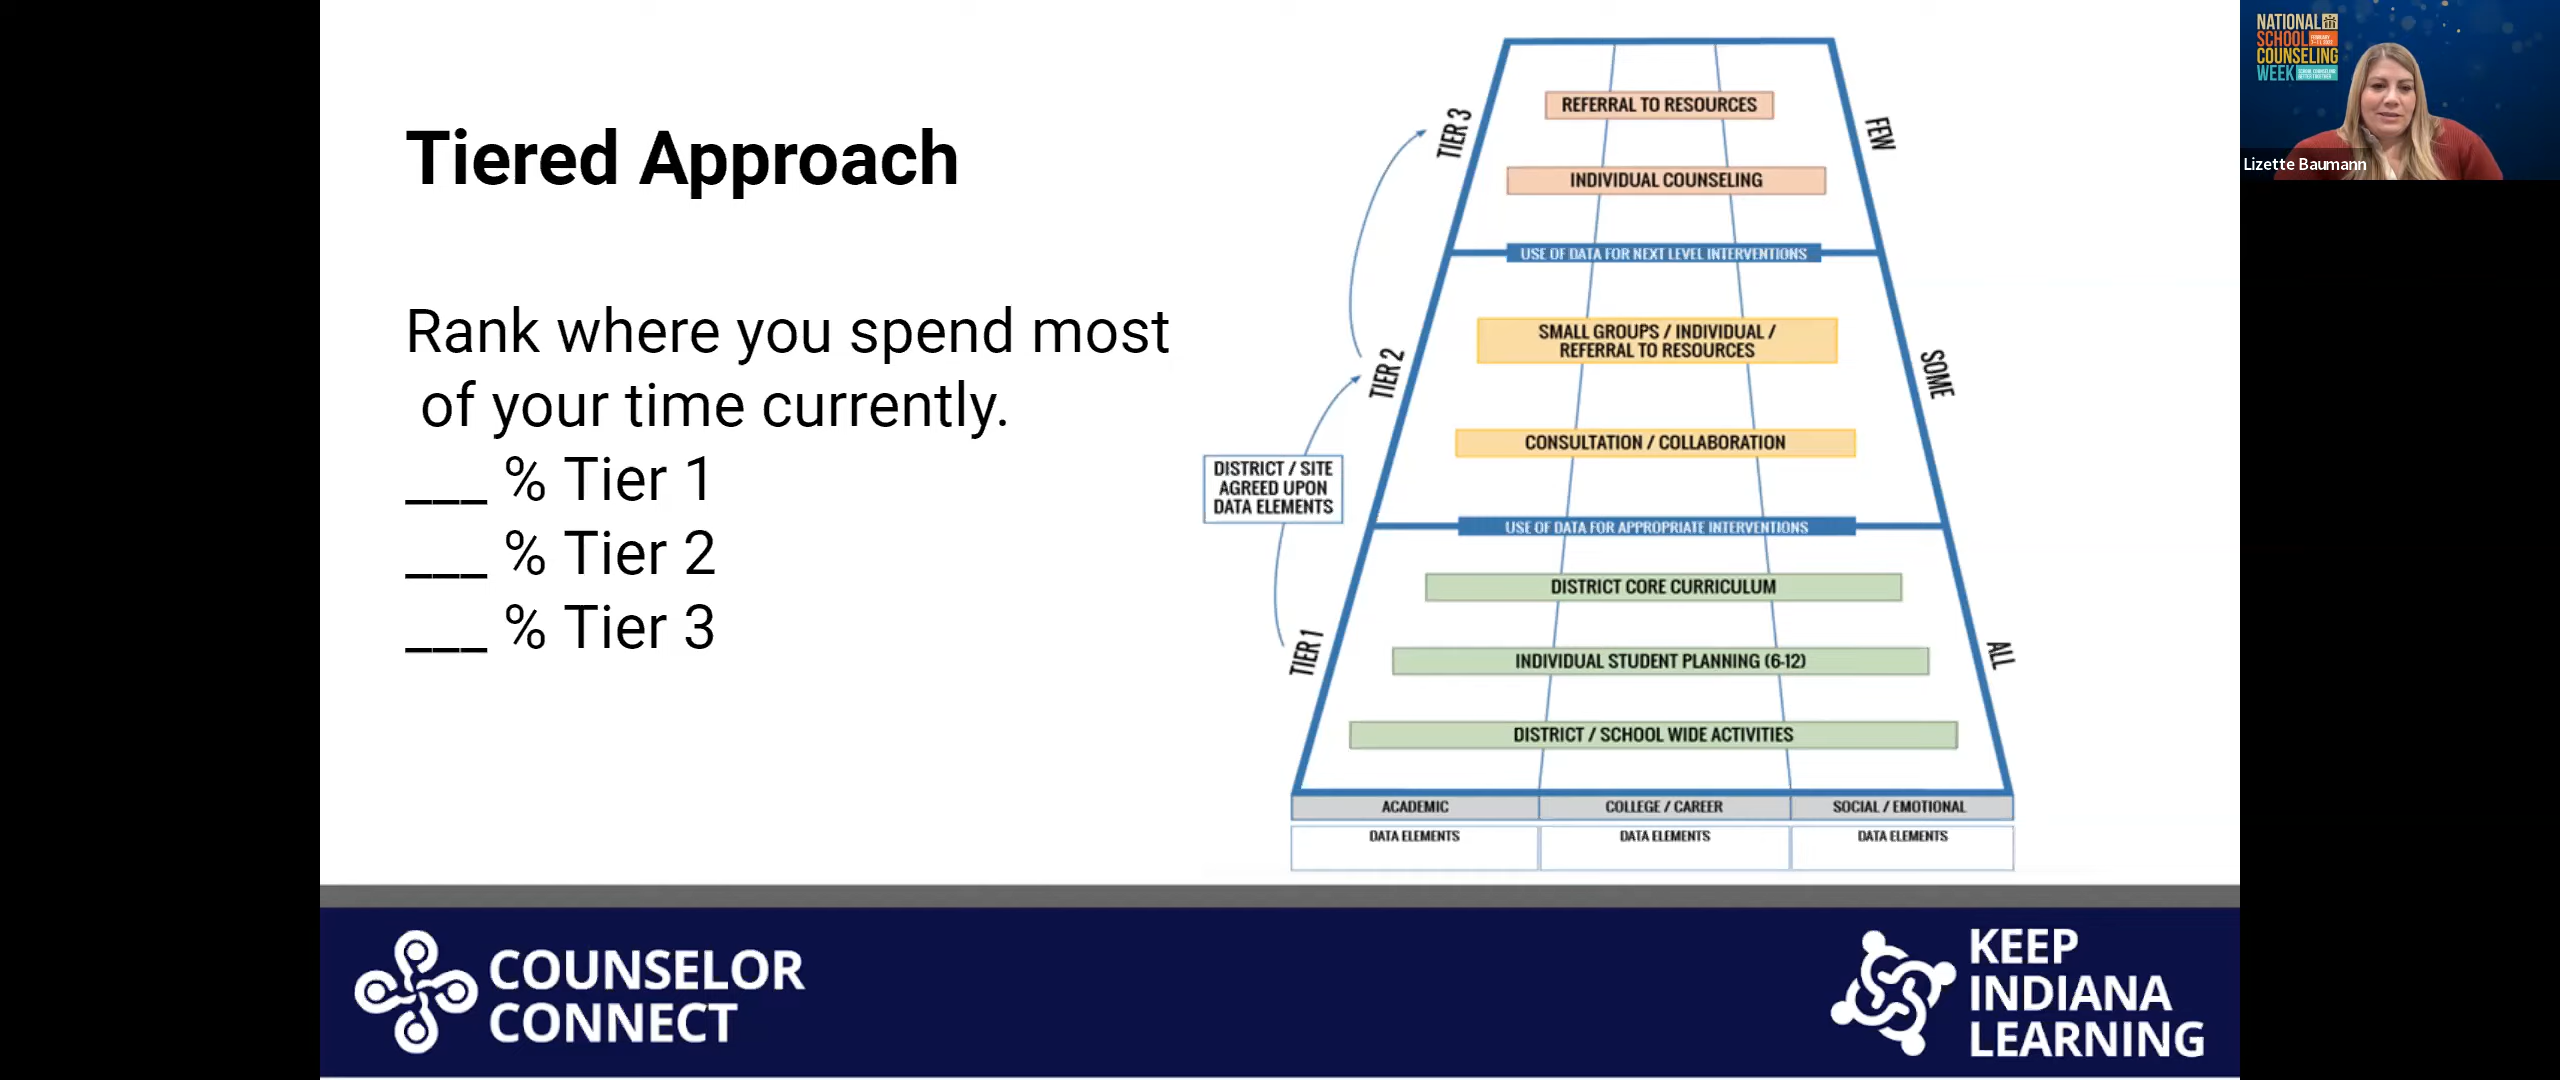 Tiered Approach
Rank where you spend most
of your time currently.
___ % Tier 1
___ % Tier 2
___ % Tier 3
TIER 3
FEW
REFERRAL TO RESOURCES
INDIVIDUAL COUNSELING
USE OF DATA FOR NEXT LEVEL INTERVENTIONS
TIER 2
SOME
SMALL GROUPS / INDIVIDUAL /
REFERRAL TO RESOURCES
CONSULTATION / COLLABORATION
DISTRICT / SITE
AGREED UPON
DATA ELEMENTS
USE OF DATA FOR APPROPRIATE INTERVENTIONS
TIER 1
ALL
DISTRICT CORE CURRICULUM
INDIVIDUAL STUDENT PLANNING (6-12)
DISTRICT / SCHOOL WIDE ACTIVITIES
ACADEMIC
COLLEGE / CAREER
SOCIAL / EMOTIONAL
DATA ELEMENTS
DATA ELEMENTS
DATA ELEMENTS
COUNSELOR
CONNECT
KEEP
INDIANA
LEARNING
NATIONAL
SCHOOL
COUNSELING
WEEK
Lizette Baumann